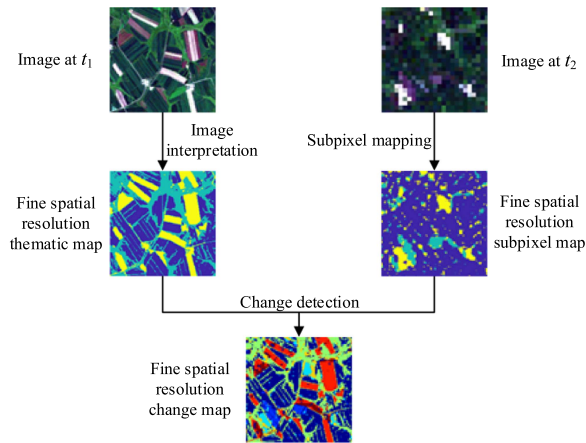 Image at t1
Image at t2
Image
interpretation
Subpixel mapping
Fine spatial
resolution
thematic map
Fine spatial
resolution
subpixel map
Change detection
Fine spatial
resolution
change map